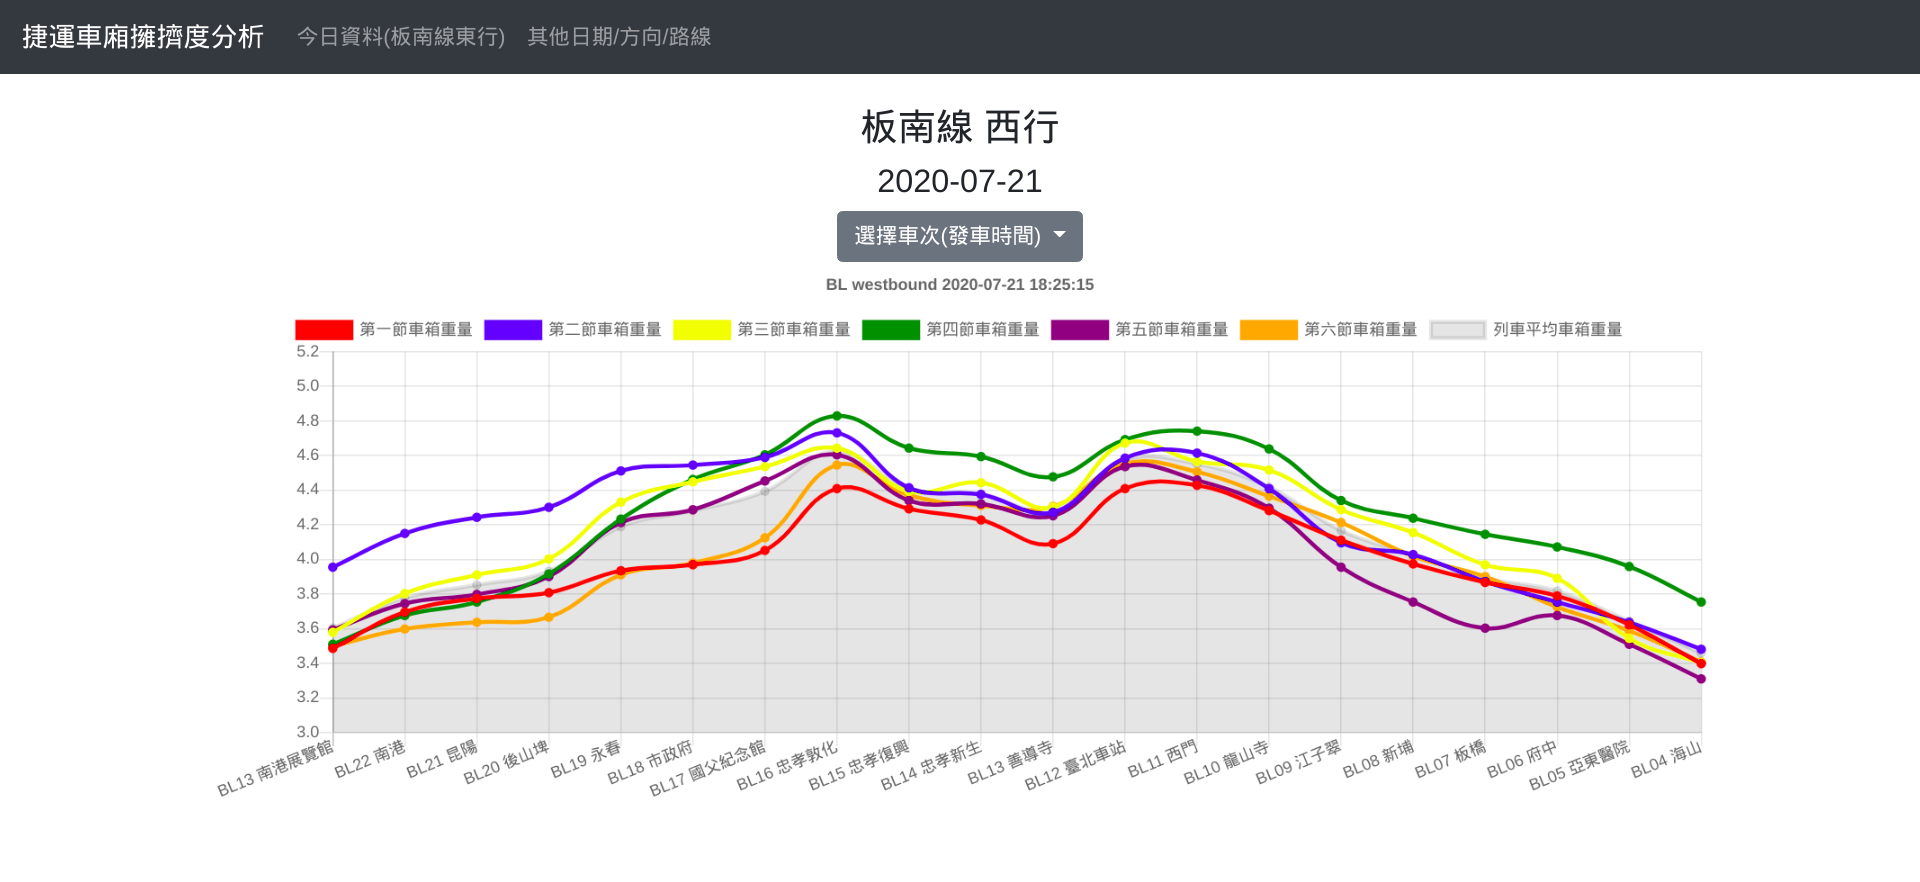 捷運車廂擁擠度分析 今日資料(板南線東行) 其他日期/方向/路線
板南線 西行
2020-07-21
選擇車次(發車時間)
BL westbound 2020-07-21 18:25:15
第一節車箱重量 第二節車箱重量 第三節車箱重量 第四節車箱重量 第五節車箱重量 第六節車箱重量 列車平均車箱重量
5.2
5.0
4.8
4.6
4.4
4.2
4.0
3.8
3.6
3.4
3.2
3.0
BL13 南港展覽館
BL22 南港
BL21 昆陽
BL20 後山埤
BL19 永春
BL18 市政府
BL17 國父紀念館
BL16 忠孝敦化
BL15 忠孝復興
BL14 忠孝新生
BL13 善導寺
BL12 臺北車站
BL11 西門
BL10 龍山寺
BL09 江子翠
BL08 新埔
BL07 板橋
BL06 府中
BL05 亞東醫院
BL04 海山